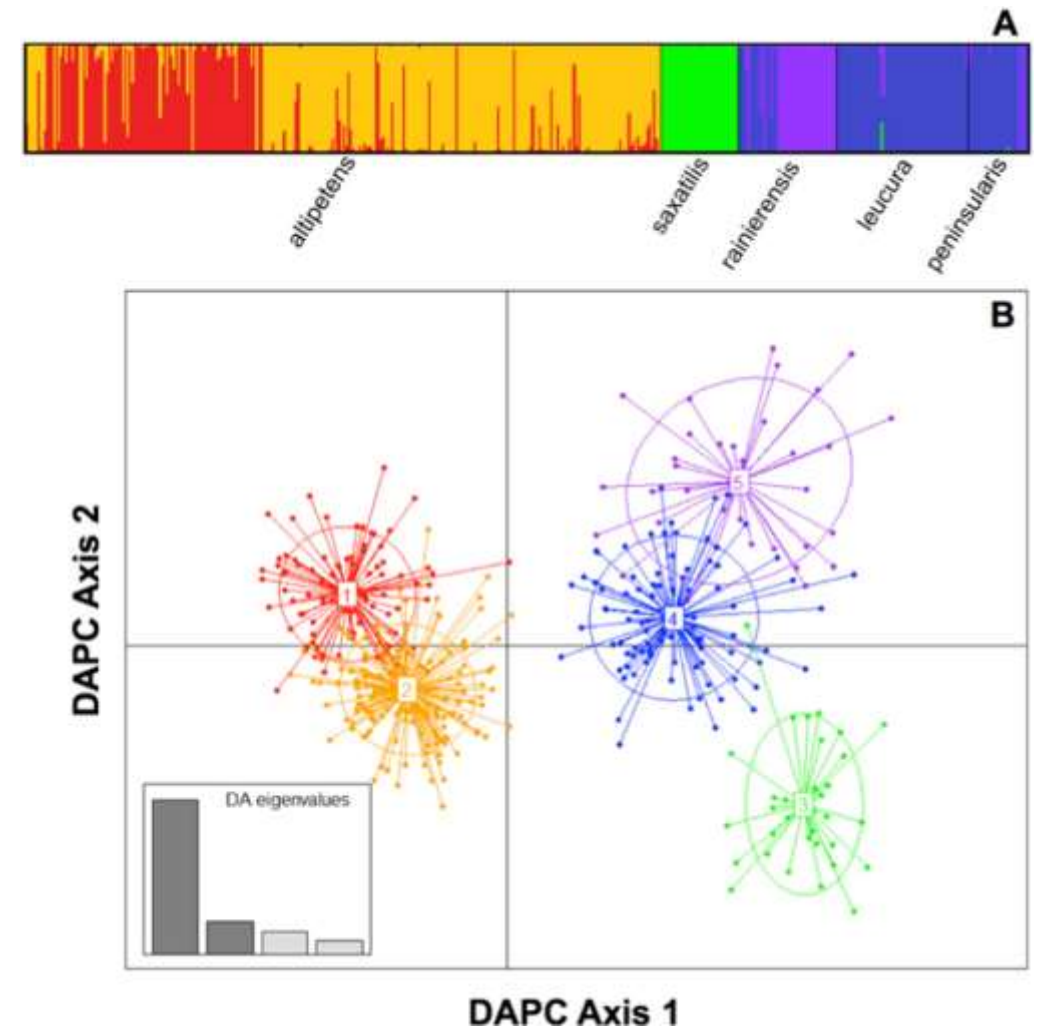 A
altipetens
saxatilis
rainierensis
leucura
peninsularis
B
5
1
4
2
3
DA eigenvalues
DAPC Axis 2
DAPC Axis 1